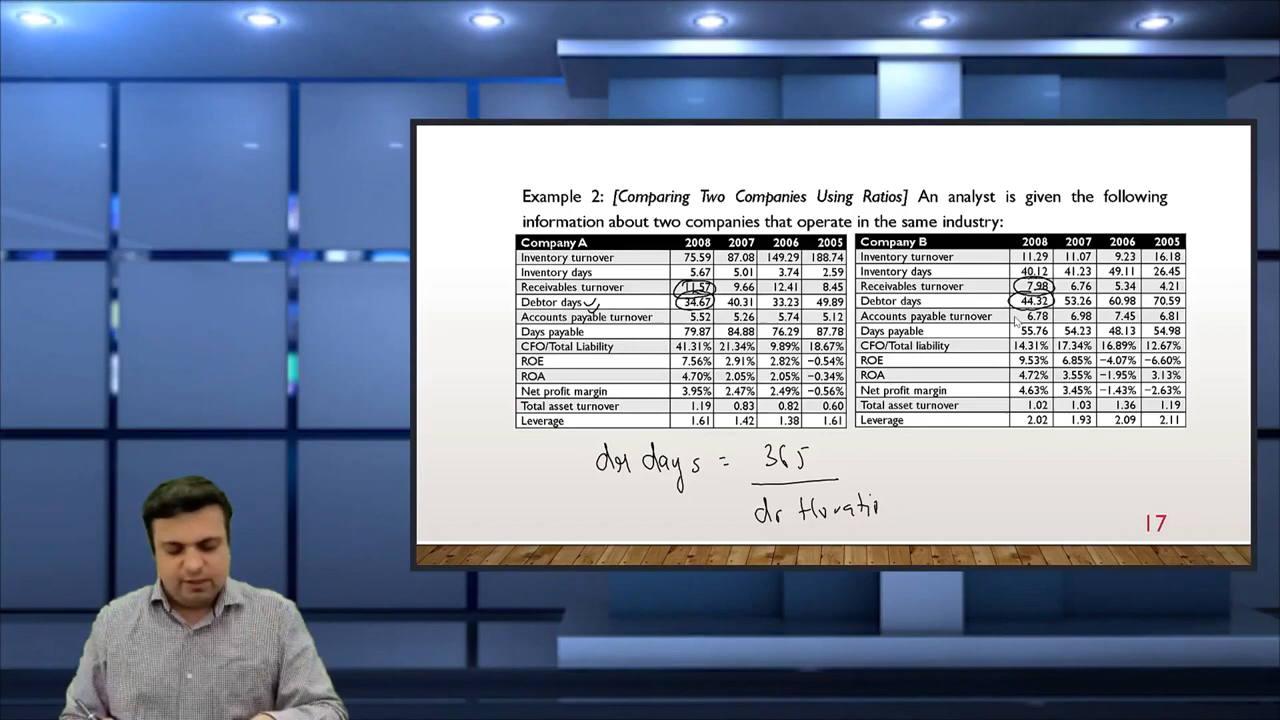 Example 2: [Comparing Two Companies Using Ratios] An analyst is given the following
information about two companies that operate in the same industry:
Company A 2008 2007 2006 2005
Inventory turnover 75.59 87.08 149.29 188.74
Inventory days 5.67 5.01 3.74 2.59
Receivables turnover 11.57 9.66 12.41 8.45
Debtor days 34.67 40.31 33.23 49.89
Accounts payable turnover 5.52 5.26 5.74 5.12
Days payable 79.87 84.88 76.29 87.78
CFO/Total Liability 41.31% 21.34% 9.89% 18.67%
ROE 7.56% 2.91% 2.82% −0.54%
ROA 4.70% 2.05% 2.05% −0.34%
Net profit margin 3.95% 2.47% 2.49% −0.56%
Total asset turnover 1.19 0.83 0.82 0.60
Leverage 1.61 1.42 1.38 1.61
Company B 2008 2007 2006 2005
Inventory turnover 11.29 11.07 9.23 16.18
Inventory days 40.12 41.23 49.11 26.45
Receivables turnover 7.98 6.76 5.34 4.21
Debtor days 44.32 53.26 60.98 70.59
Accounts payable turnover 6.78 6.98 7.45 6.81
Days payable 55.76 54.23 48.13 54.98
CFO/Total liability 14.31% 17.34% 16.89% 12.67%
ROE 9.53% 6.85% −4.07% −6.60%
ROA 4.72% 3.55% −1.95% 3.13%
Net profit margin 4.63% 3.45% −1.43% −2.63%
Total asset turnover 1.02 1.03 1.36 1.19
Leverage 2.02 1.93 2.09 2.11
days = 365
dr ratio
17